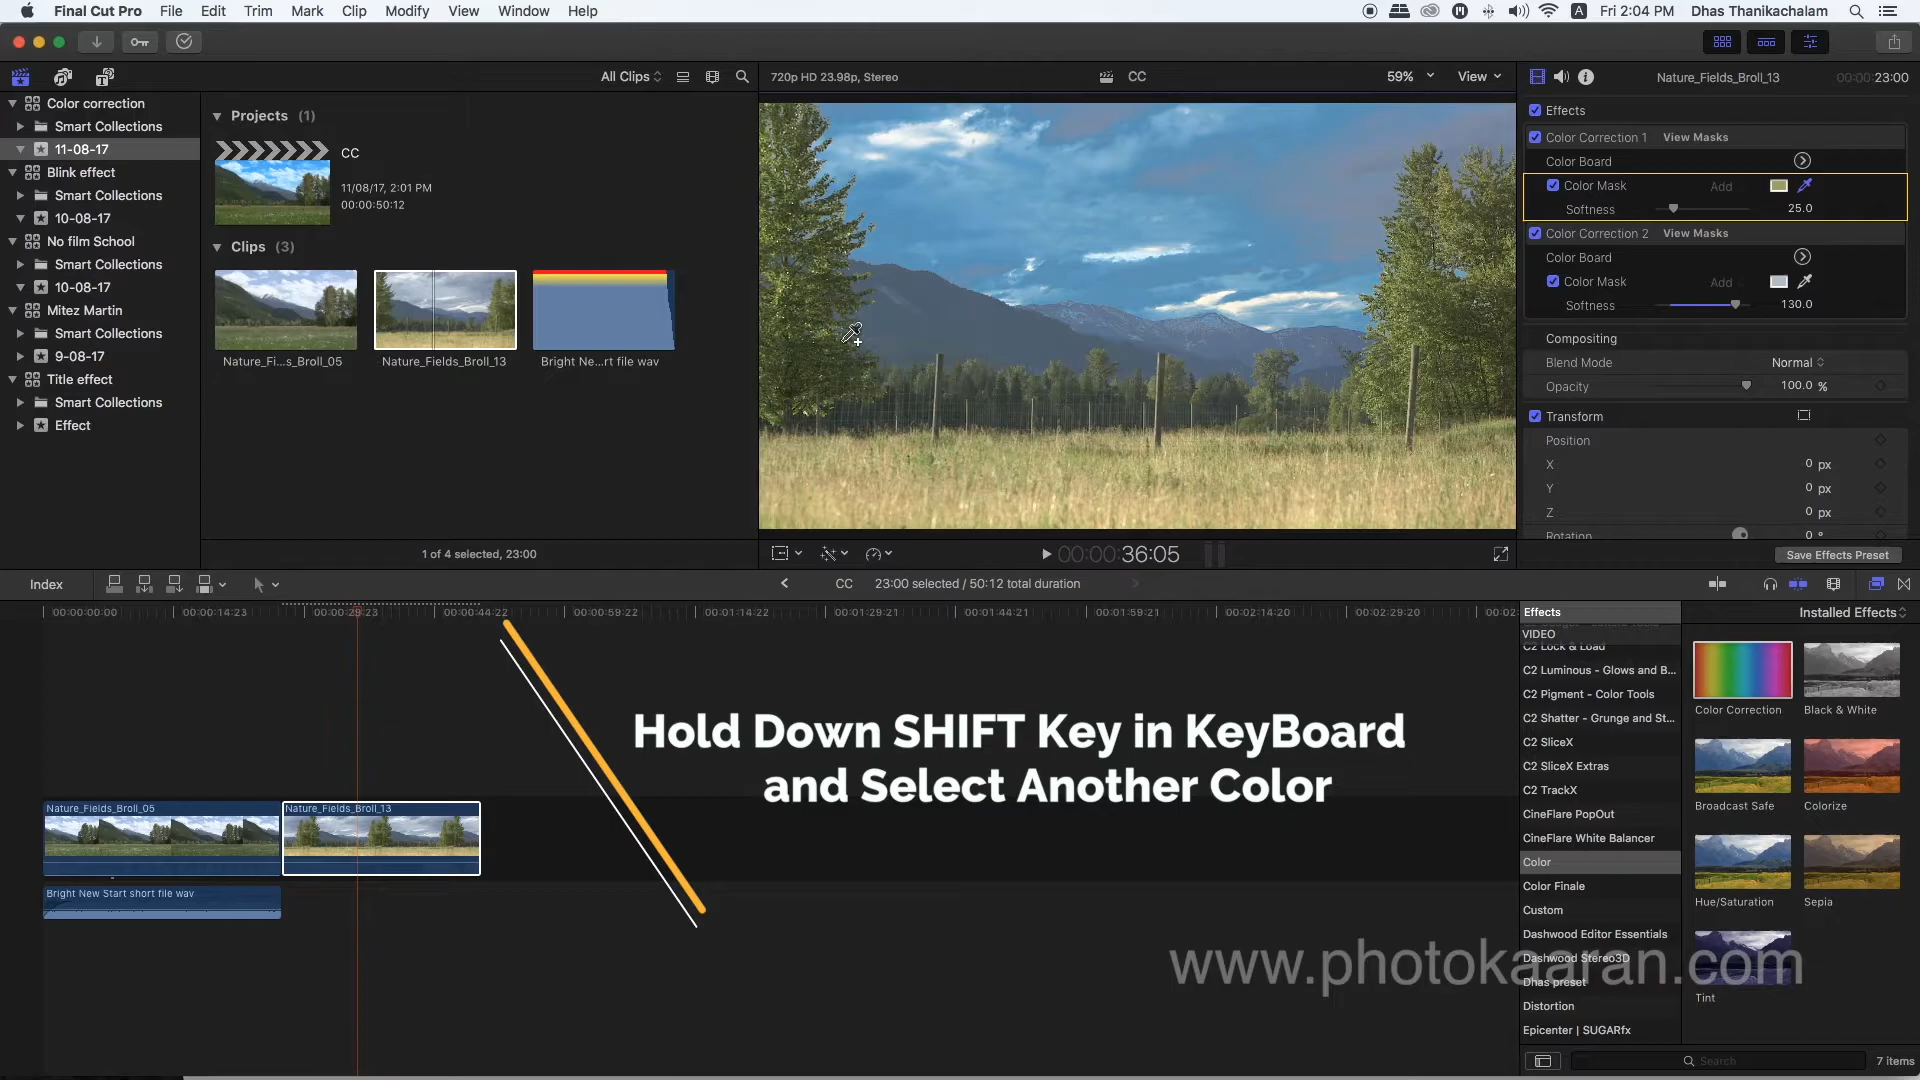 Final Cut Pro File Edit Trim Mark Clip Modify View Window Help
A Fri 2:04 PM Dhas Thanikachalam
All Clips
720p HD 23.98p, Stereo
CC
59%
View
Nature_Fields_Broll_13
00:00:23:00
Color correction
Smart Collections
11-08-17
Blink effect
Smart Collections
10-08-17
No film School
Smart Collections
10-08-17
Mitez Martin
Smart Collections
9-08-17
Title effect
Smart Collections
Effect
Projects (1)
CC
11/08/17, 2:01 PM
00:00:50:12
Clips (3)
Nature_Fi...s_Broll_05
Nature_Fields_Broll_13
Bright Ne...rt file wav
1 of 4 selected, 23:00
00:00:36:05
Effects
Color Correction 1 View Masks
Color Board
Color Mask Add
Softness 25.0
Color Correction 2 View Masks
Color Board
Color Mask Add
Softness 130.0
Compositing
Blend Mode Normal
Opacity 100.0 %
Transform
Position
X 0 px
Y 0 px
Z 0 px
Rotation 0 °
Save Effects Preset
Index
CC 23:00 selected / 50:12 total duration
00:00:00:00 00:00:14:23 00:00:29:23 00:00:44:22 00:00:59:22 00:01:14:22 00:01:29:21 00:01:44:21 00:01:59:21 00:02:14:20 00:02:29:20 00:02:
Hold Down SHIFT Key in KeyBoard
and Select Another Color
Nature_Fields_Broll_05
Nature_Fields_Broll_13
Bright New Start short file wav
Effects
Installed Effects
VIDEO
C2 Lock & Load
C2 Luminous - Glows and B...
C2 Pigment - Color Tools
C2 Shatter - Grunge and St...
C2 SliceX
C2 SliceX Extras
C2 TrackX
CineFlare PopOut
CineFlare White Balancer
Color
Color Finale
Custom
Dashwood Editor Essentials
Dashwood Stereo3D
Dhas preset
Distortion
Epicenter | SUGARfx
Color Correction
Black & White
Broadcast Safe
Colorize
Hue/Saturation
Sepia
Tint
www.photokaaran.com
Search
7 items